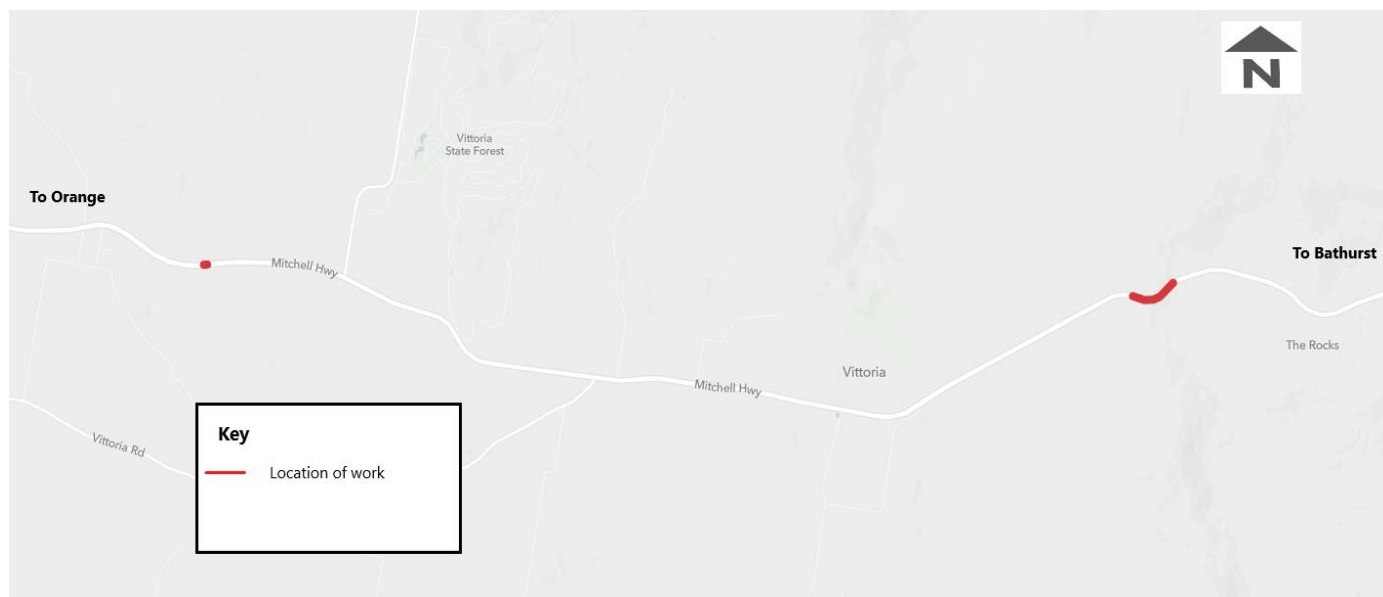 N
Vittoria
State Forest
To Orange
To Bathurst
Mitchell Hwy
The Rocks
Vittoria
Mitchell Hwy
Vittoria Rd
Key
Location of work